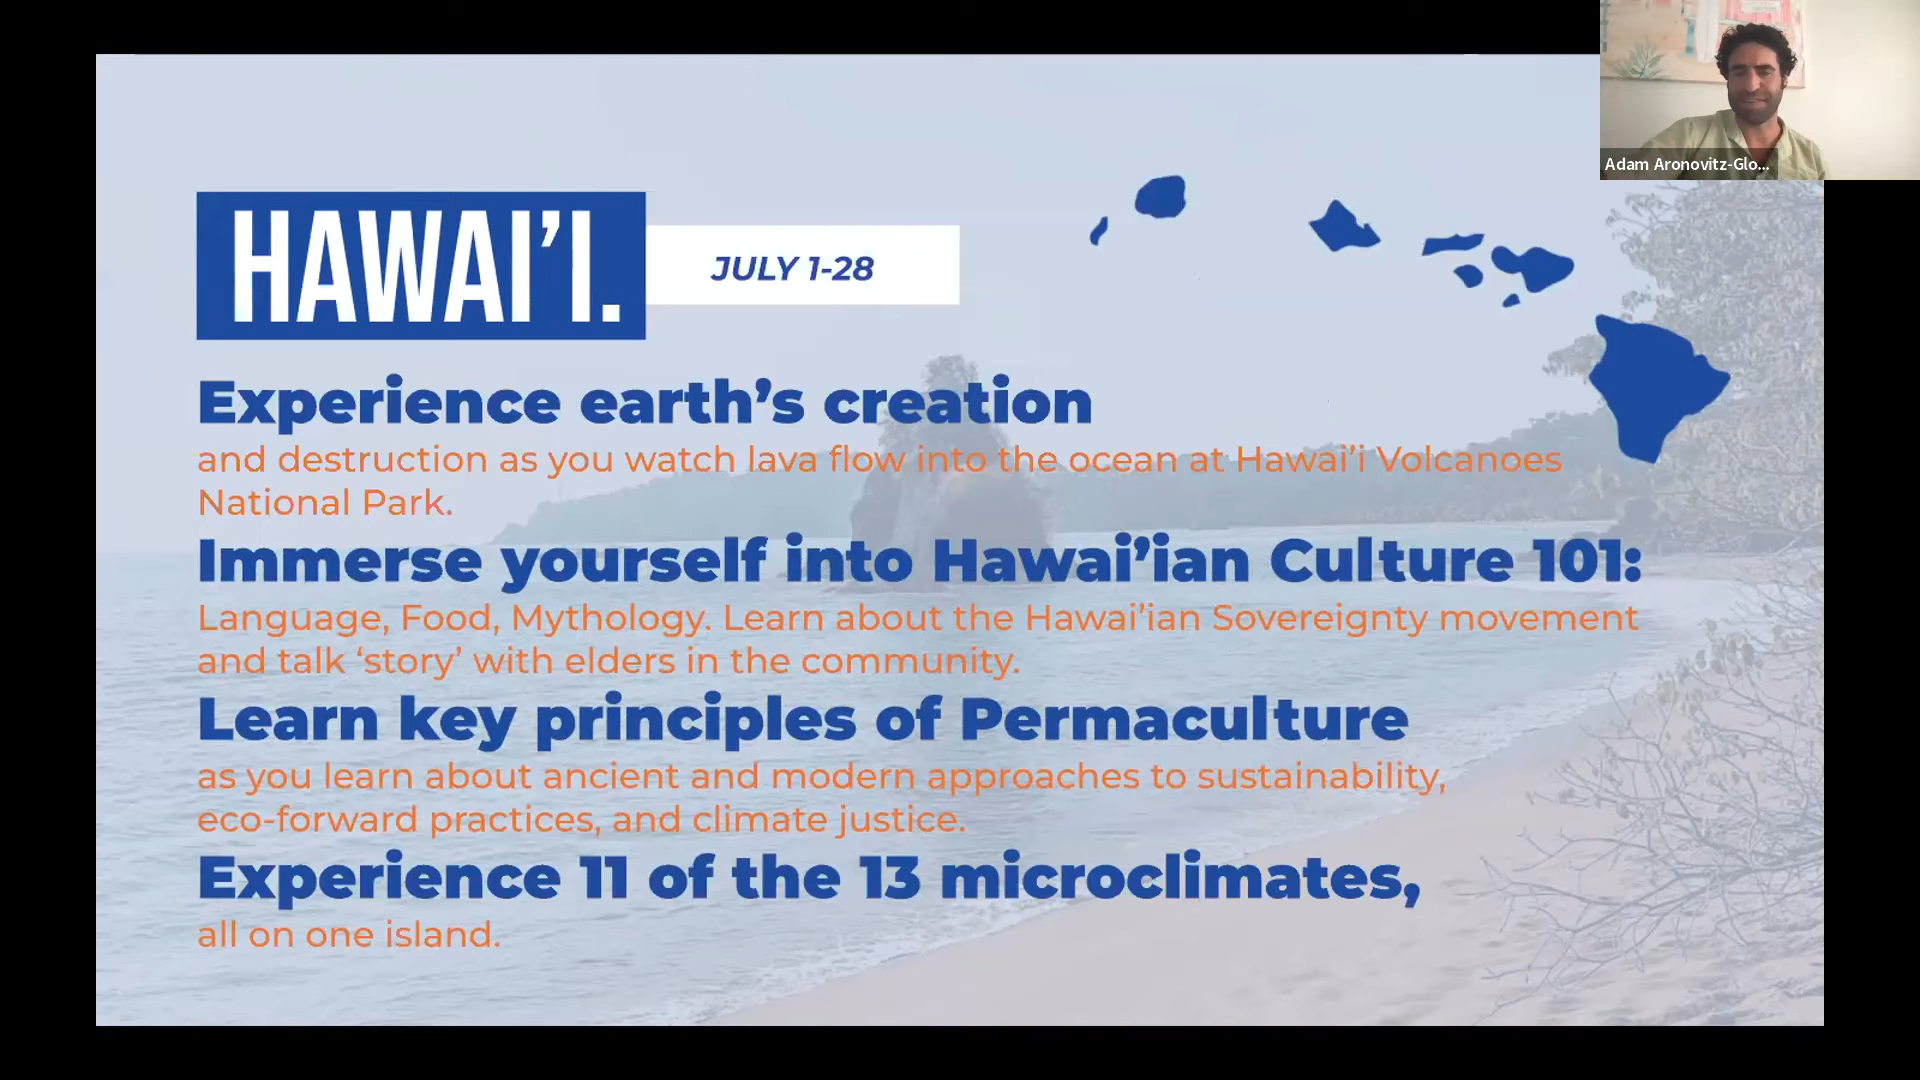 Adam Aronovitz-Glo...
HAWAI’I.
JULY 1-28
Experience earth’s creation
and destruction as you watch lava flow into the ocean at Hawai’i Volcanoes
National Park.
Immerse yourself into Hawai’ian Culture 101:
Language, Food, Mythology. Learn about the Hawai’ian Sovereignty movement
and talk ‘story’ with elders in the community.
Learn key principles of Permaculture
as you learn about ancient and modern approaches to sustainability,
eco-forward practices, and climate justice.
Experience 11 of the 13 microclimates,
all on one island.